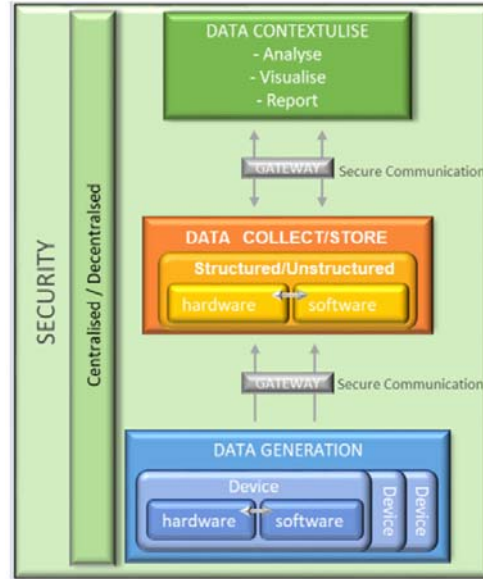 SECURITY
Centralised / Decentralised
DATA CONTEXTULISE
- Analyse
- Visualise
- Report
GATEWAY
Secure Communication
DATA COLLECT/STORE
Structured/Unstructured
hardware
software
GATEWAY
Secure Communication
DATA GENERATION
Device
hardware
software
Device
Device